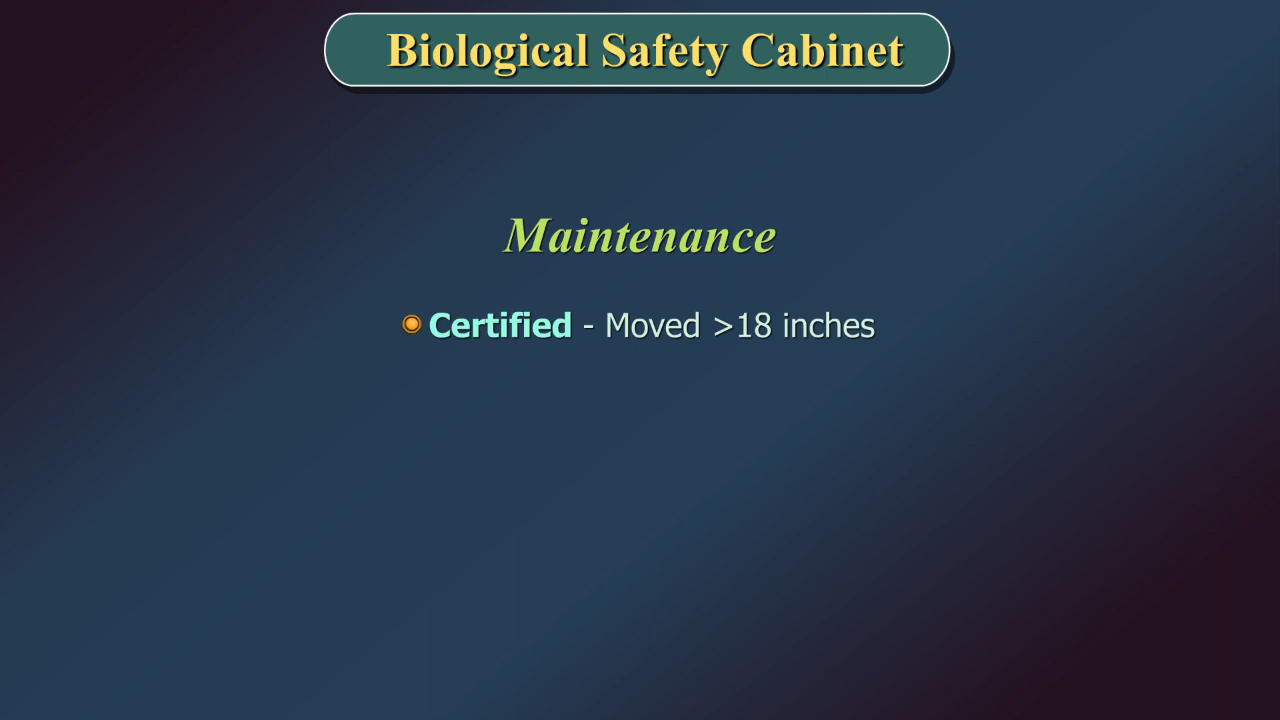 Biological Safety Cabinet
Maintenance
Certified - Moved >18 inches